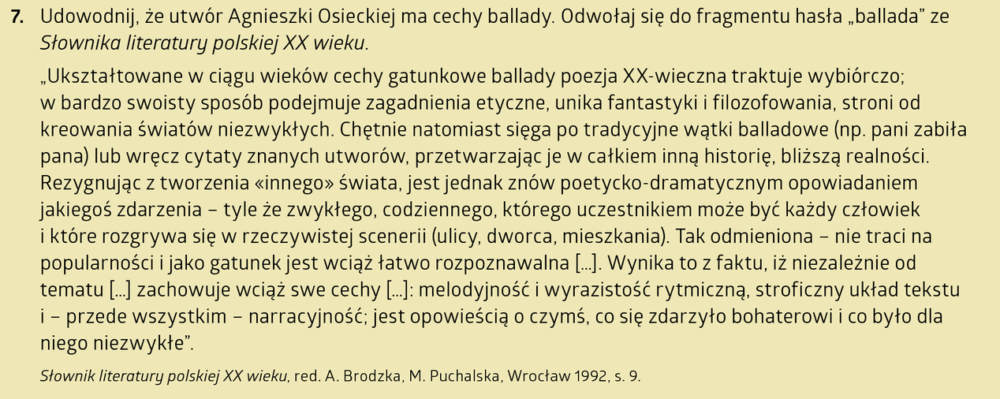 7. Udowodnij, że utwór Agnieszki Osieckiej ma cechy ballady. Odwołaj się do fragmentu hasła „ballada” ze
Słownika literatury polskiej XX wieku.
„Ukształtowane w ciągu wieków cechy gatunkowe ballady poezja XX-wieczna traktuje wybiórczo;
w bardzo swoisty sposób podejmuje zagadnienia etyczne, unika fantastyki i filozofowania, stroni od
kreowania światów niezwykłych. Chętnie natomiast sięga po tradycyjne wątki balladowe (np. pani zabiła
pana) lub wręcz cytaty znanych utworów, przetwarzając je w całkiem inną historię, bliższą realności.
Rezygnując z tworzenia «innego» świata, jest jednak znów poetycko-dramatycznym opowiadaniem
jakiegoś zdarzenia – tyle że zwykłego, codziennego, którego uczestnikiem może być każdy człowiek
i które rozgrywa się w rzeczywistej scenerii (ulicy, dworca, mieszkania). Tak odmieniona – nie traci na
popularności i jako gatunek jest wciąż łatwo rozpoznawalna [...]. Wynika to z faktu, iż niezależnie od
tematu [...] zachowuje wciąż swe cechy [...]: melodyjność i wyrazistość rytmiczną, stroficzny układ tekstu
i – przede wszystkim – narracyjność; jest opowieścią o czymś, co się zdarzyło bohaterowi i co było dla
niego niezwykłe”.
Słownik literatury polskiej XX wieku, red. A. Brodzka, M. Puchalska, Wrocław 1992, s. 9.